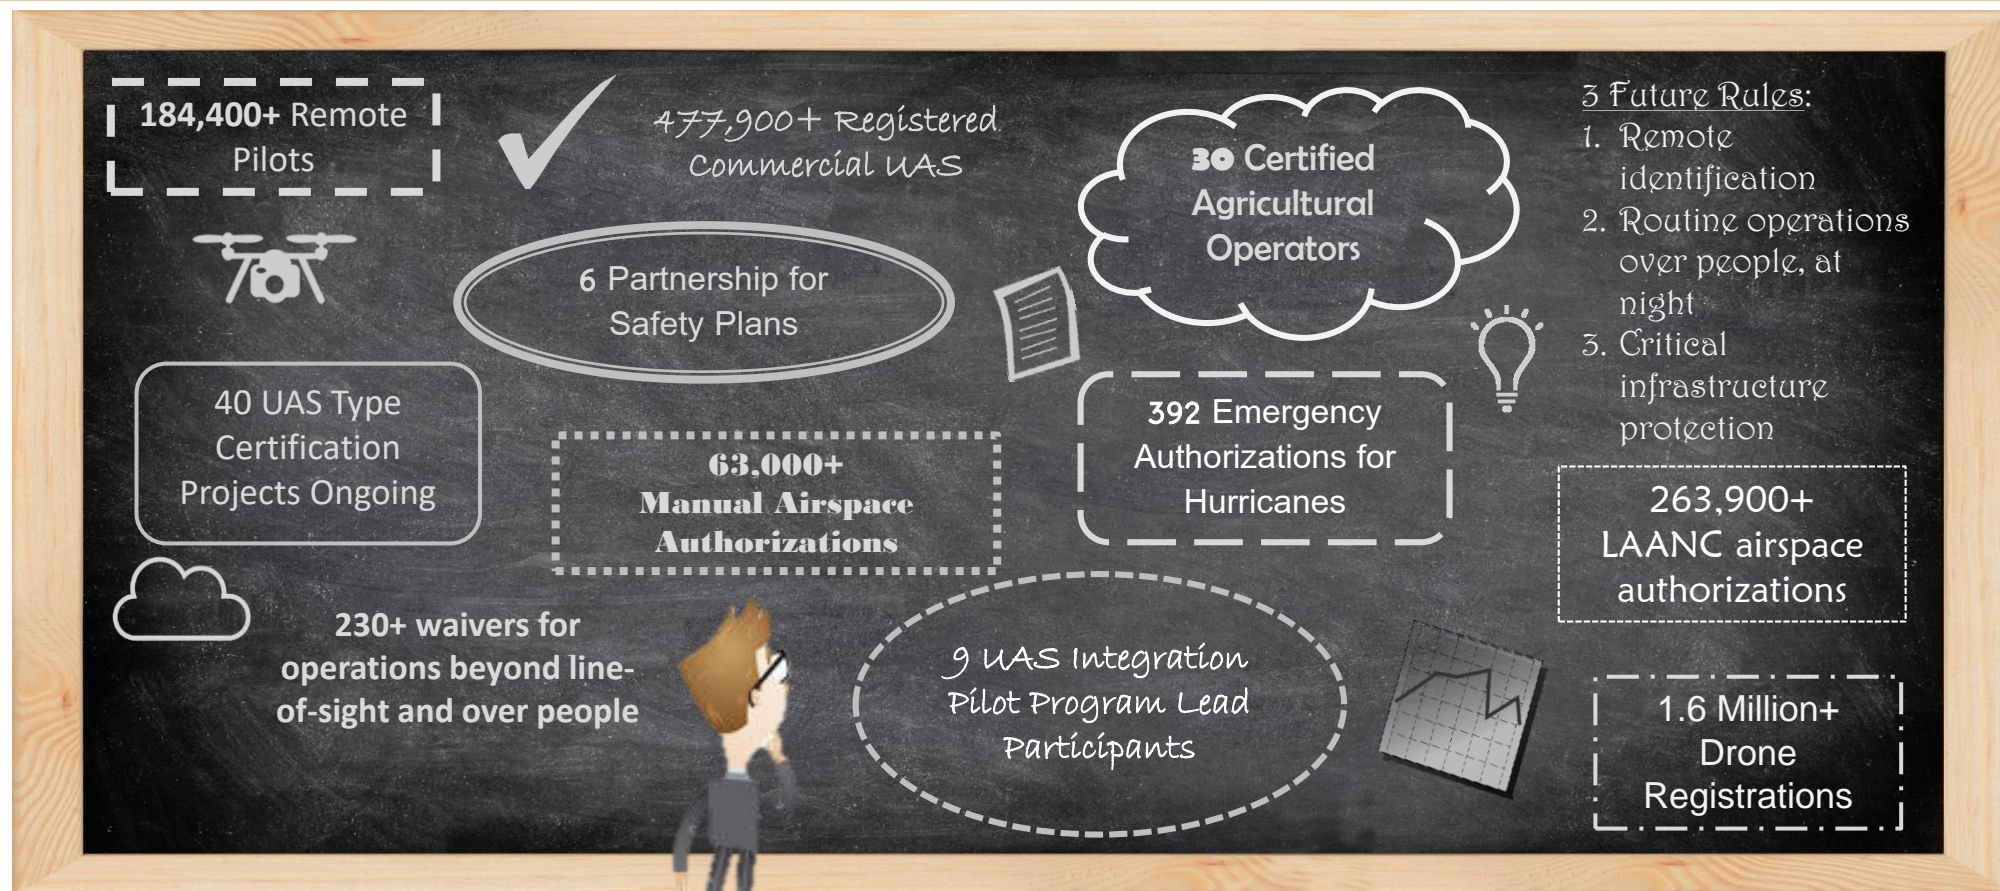 184,400+ Remote
Pilots
477,900+ Registered
Commercial UAS
30 Certified
Agricultural
Operators
3 Future Rules:
1. Remote
identification
2. Routine operations
over people, at
night
3. Critical
infrastructure
protection
6 Partnership for
Safety Plans
40 UAS Type
Certification
Projects Ongoing
63,000+
Manual Airspace
Authorizations
392 Emergency
Authorizations for
Hurricanes
263,900+
LAANC airspace
authorizations
230+ waivers for
operations beyond line-
of-sight and over people
9 UAS Integration
Pilot Program Lead
Participants
1.6 Million+
Drone
Registrations